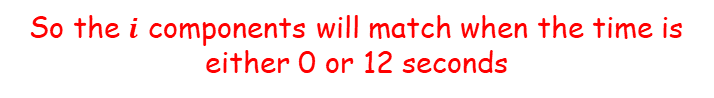 So the i components will match when the time is
either 0 or 12 seconds